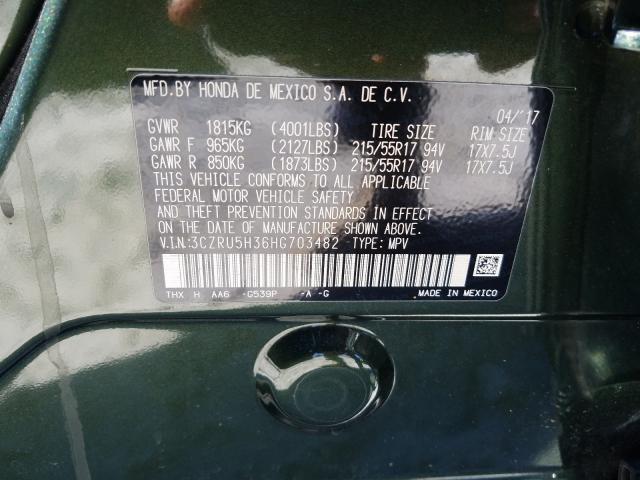 MFD.BY HONDA DE MEXICO S.A. DE C.V.
04/'17
GVWR 1815KG (4001LBS) TIRE SIZE RIM SIZE
GAWR F 965KG (2127LBS) 215/55R17 94V 17X7.5J
GAWR R 850KG (1873LBS) 215/55R17 94V 17X7.5J
THIS VEHICLE CONFORMS TO ALL APPLICABLE
FEDERAL MOTOR VEHICLE SAFETY
AND THEFT PREVENTION STANDARDS IN EFFECT
ON THE DATE OF MANUFACTURE SHOWN ABOVE.
V.I.N:3CZRU5H36HG703482 TYPE: MPV
THX H AA6 -G539P -A -G MADE IN MEXICO